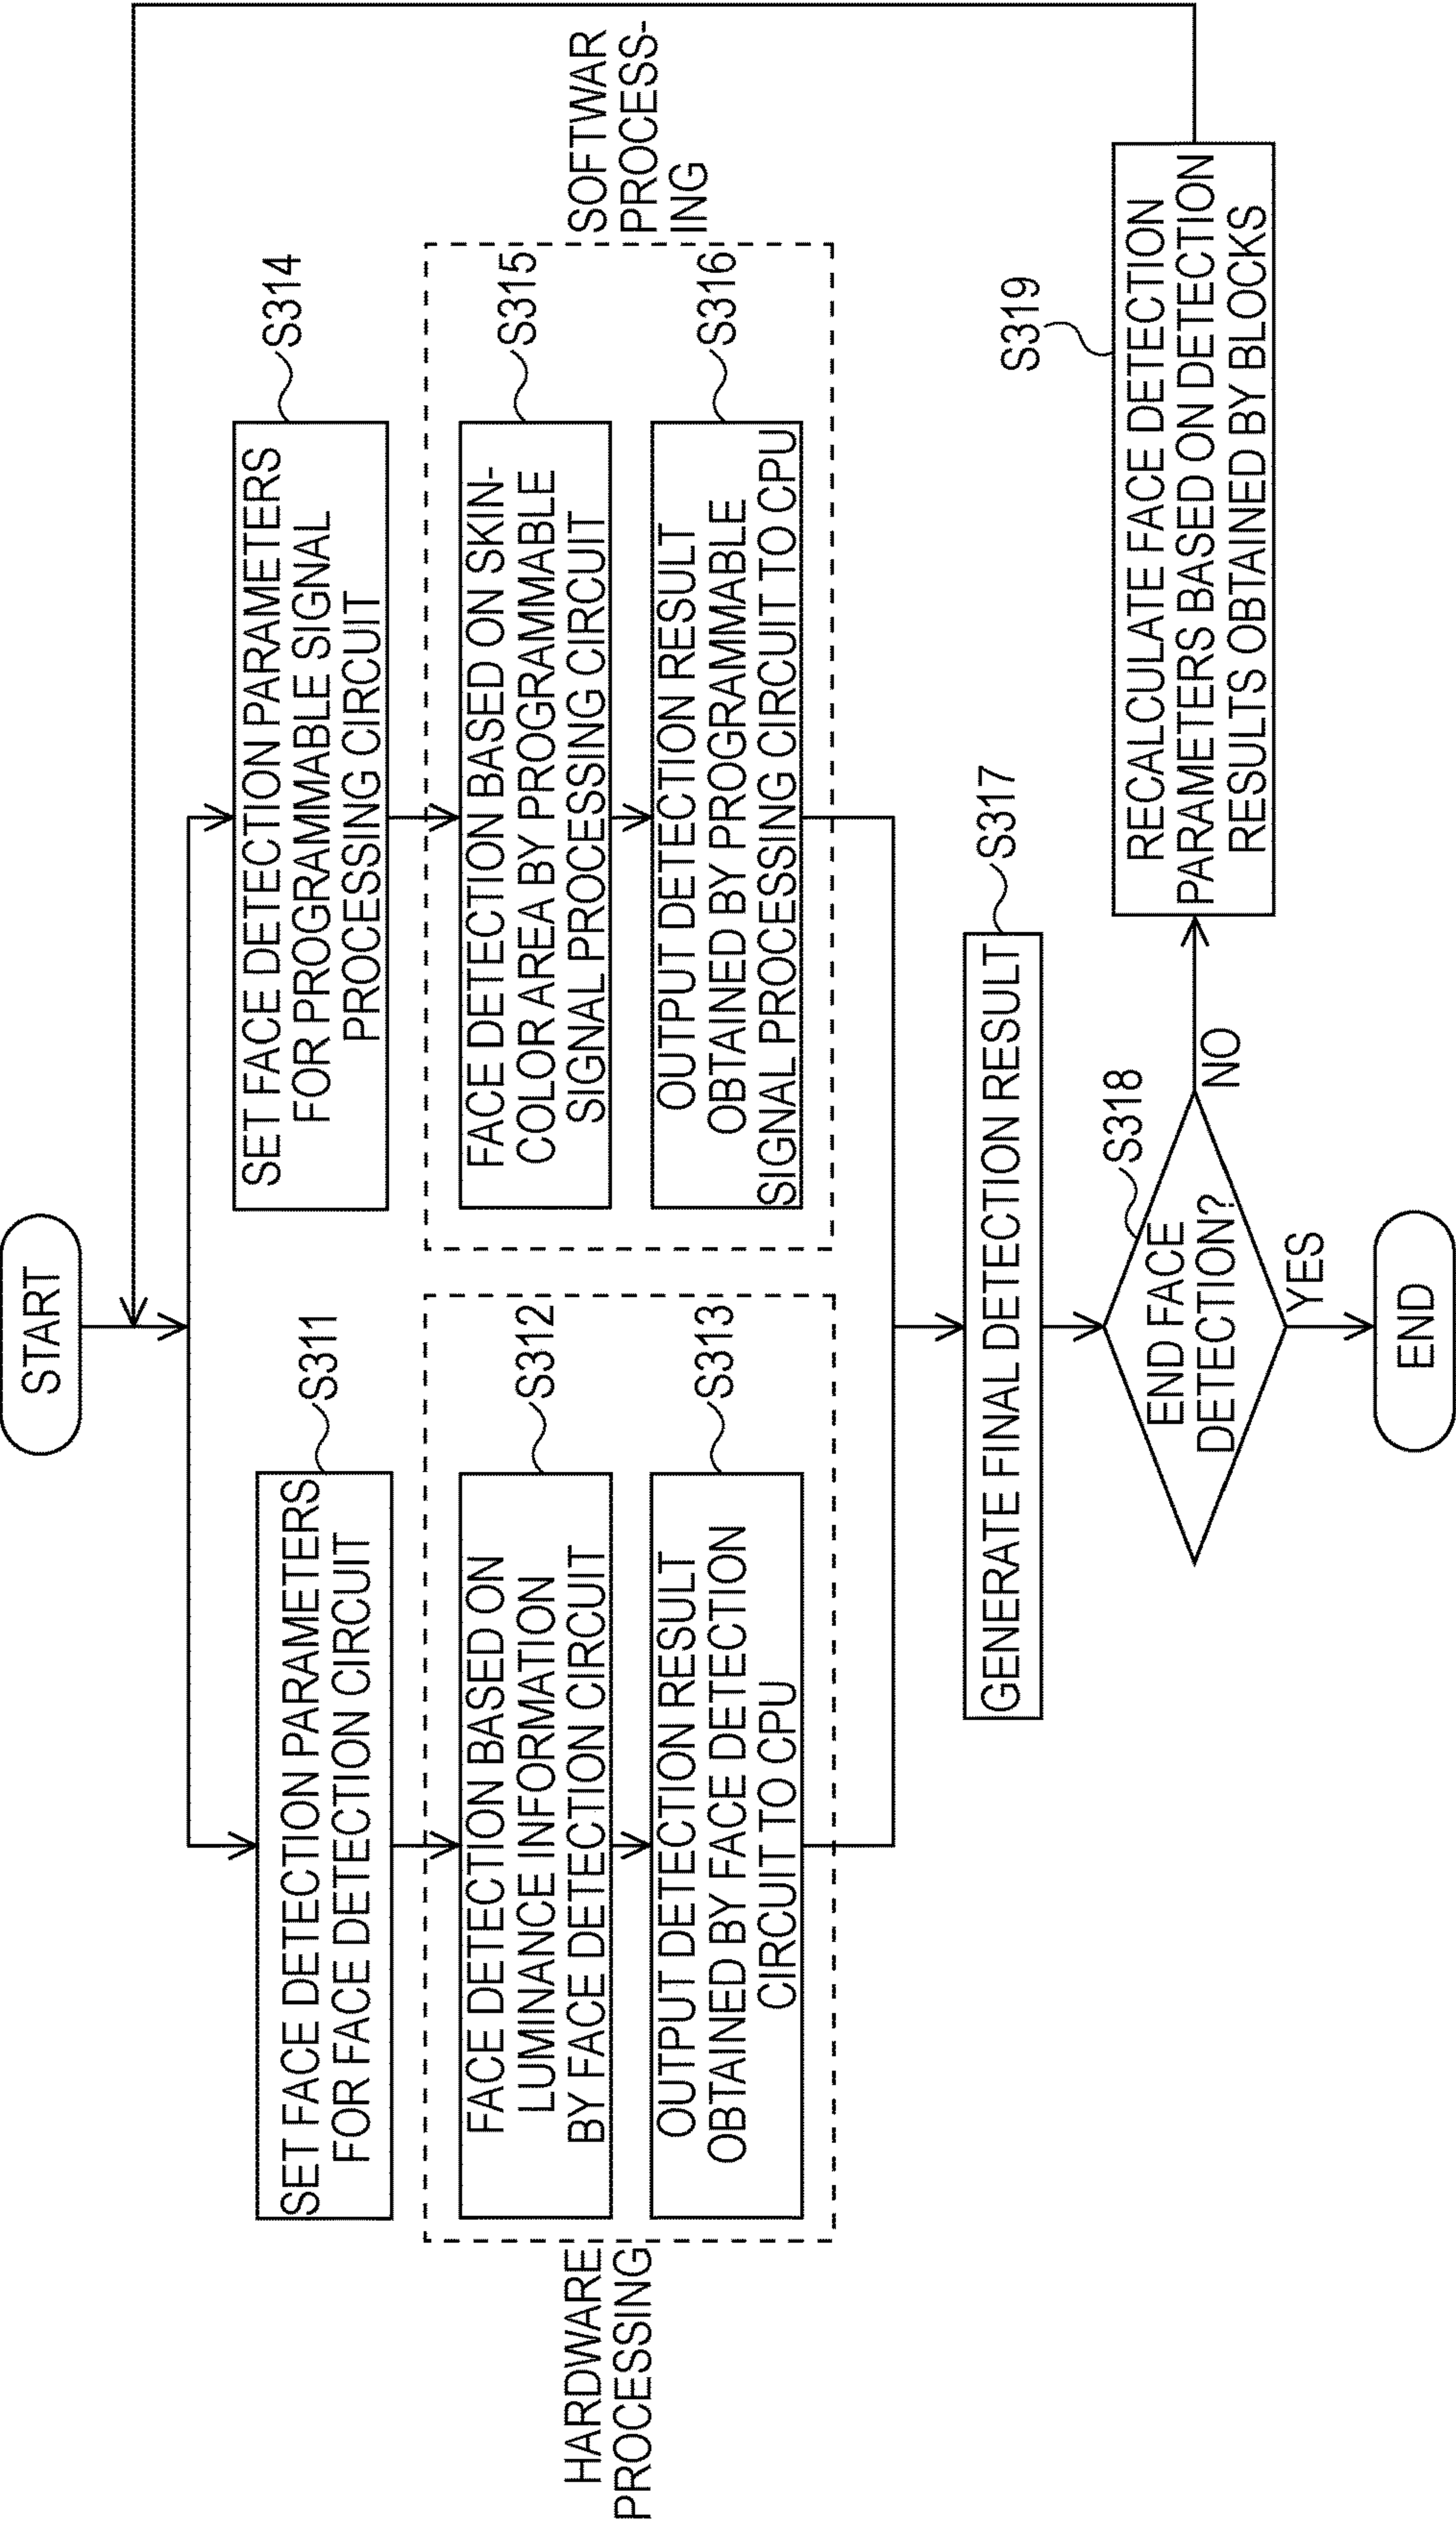 START
S311
SET FACE DETECTION PARAMETERS
FOR FACE DETECTION CIRCUIT
S314
SET FACE DETECTION PARAMETERS
FOR PROGRAMMABLE SIGNAL
PROCESSING CIRCUIT
HARDWARE
PROCESSING
S312
FACE DETECTION BASED ON
LUMINANCE INFORMATION
BY FACE DETECTION CIRCUIT
S313
OUTPUT DETECTION RESULT
OBTAINED BY FACE DETECTION
CIRCUIT TO CPU
S315
FACE DETECTION BASED ON SKIN-
COLOR AREA BY PROGRAMMABLE
SIGNAL PROCESSING CIRCUIT
S316
OUTPUT DETECTION RESULT
OBTAINED BY PROGRAMMABLE
SIGNAL PROCESSING CIRCUIT TO CPU
SOFTWAR
PROCESS-
ING
S317
GENERATE FINAL DETECTION RESULT
S318
END FACE
DETECTION?
NO
YES
S319
RECALCULATE FACE DETECTION
PARAMETERS BASED ON DETECTION
RESULTS OBTAINED BY BLOCKS
END